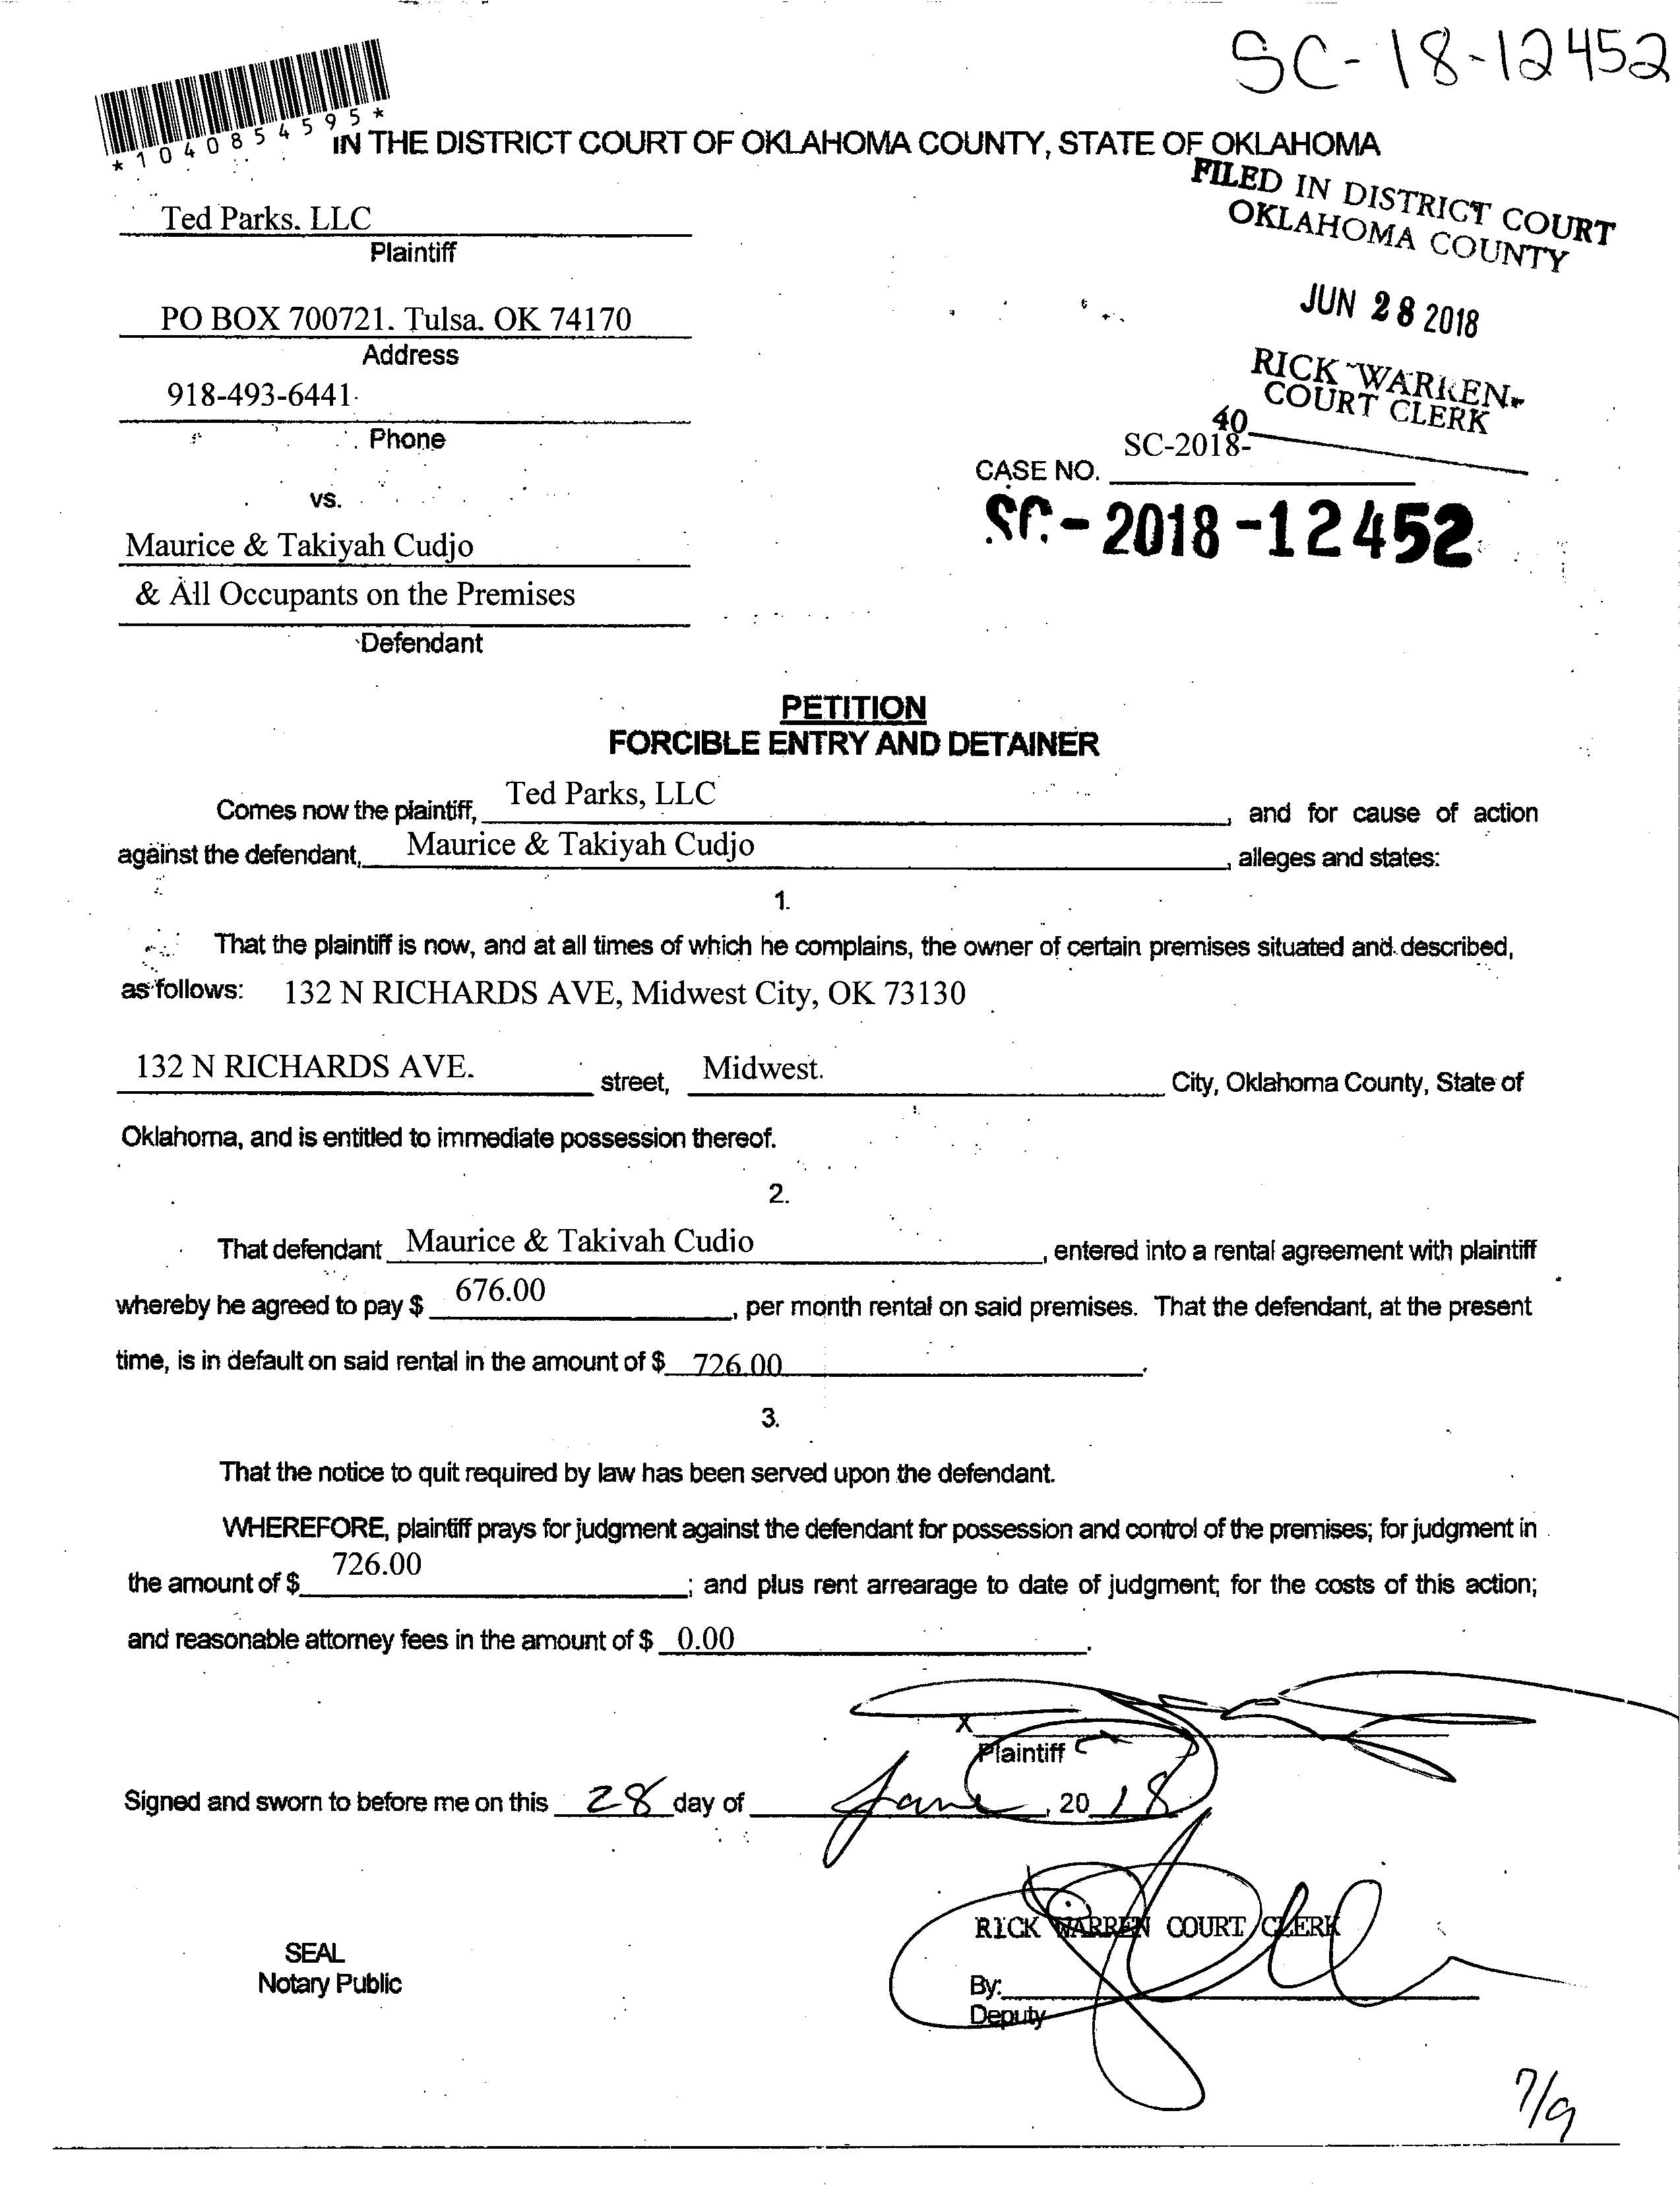 SC-18-12452
*1040854595*
IN THE DISTRICT COURT OF OKLAHOMA COUNTY, STATE OF OKLAHOMA
FILED IN DISTRICT COURT
OKLAHOMA COUNTY
Ted Parks, LLC
Plaintiff
JUN 28 2018
PO BOX 700721. Tulsa. OK 74170
Address
RICK WARREN
COURT CLERK
918-493-6441
40
Phone
SC-2018-
CASE NO.
vs.
SC - 2018 - 12452
Maurice & Takiyah Cudjo
& All Occupants on the Premises
Defendant
PETITION
FORCIBLE ENTRY AND DETAINER
Comes now the plaintiff, Ted Parks, LLC, and for cause of action
against the defendant, Maurice & Takiyah Cudjo, alleges and states:
1.
That the plaintiff is now, and at all times of which he complains, the owner of certain premises situated and described,
as follows: 132 N RICHARDS AVE, Midwest City, OK 73130
132 N RICHARDS AVE. street, Midwest. City, Oklahoma County, State of
Oklahoma, and is entitled to immediate possession thereof.
2.
That defendant Maurice & Takiyah Cudjo, entered into a rental agreement with plaintiff
whereby he agreed to pay $ 676.00, per month rental on said premises. That the defendant, at the present
time, is in default on said rental in the amount of $ 726.00.
3.
That the notice to quit required by law has been served upon the defendant.
WHEREFORE, plaintiff prays for judgment against the defendant for possession and control of the premises; for judgment in
the amount of $ 726.00; and plus rent arrearage to date of judgment; for the costs of this action;
and reasonable attorney fees in the amount of $ 0.00.
X
Plaintiff
Signed and sworn to before me on this 28 day of June, 20 18
RICK WARREN COURT CLERK
SEAL
Notary Public
By:
Deputy
7/9